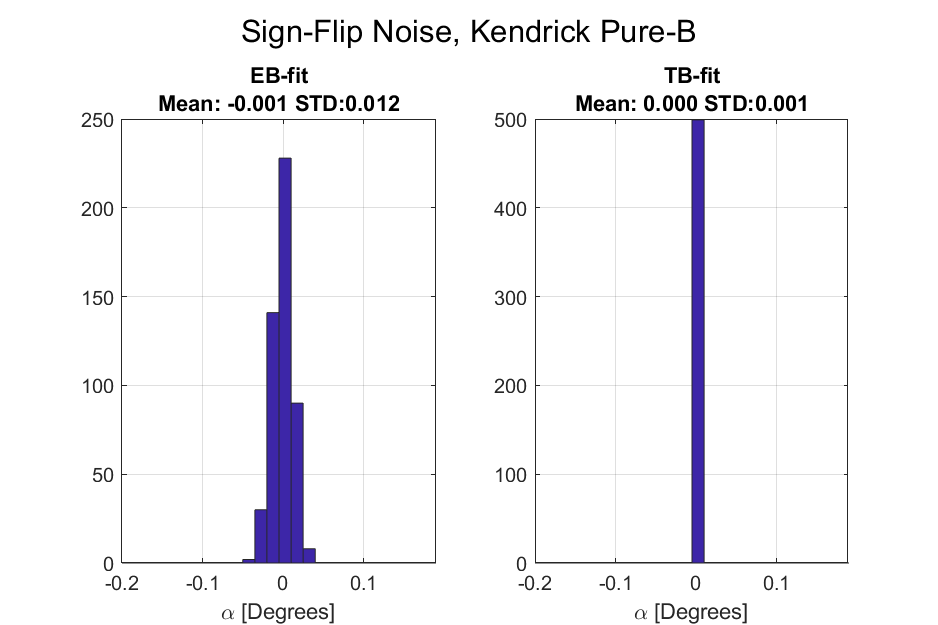 Sign-Flip Noise, Kendrick Pure-B
EB-fit
Mean: -0.001 STD:0.012
250
200
150
100
50
0
-0.2
-0.1
0
0.1
α [Degrees]
TB-fit
Mean: 0.000 STD:0.001
500
400
300
200
100
0
-0.2
-0.1
0
0.1
α [Degrees]